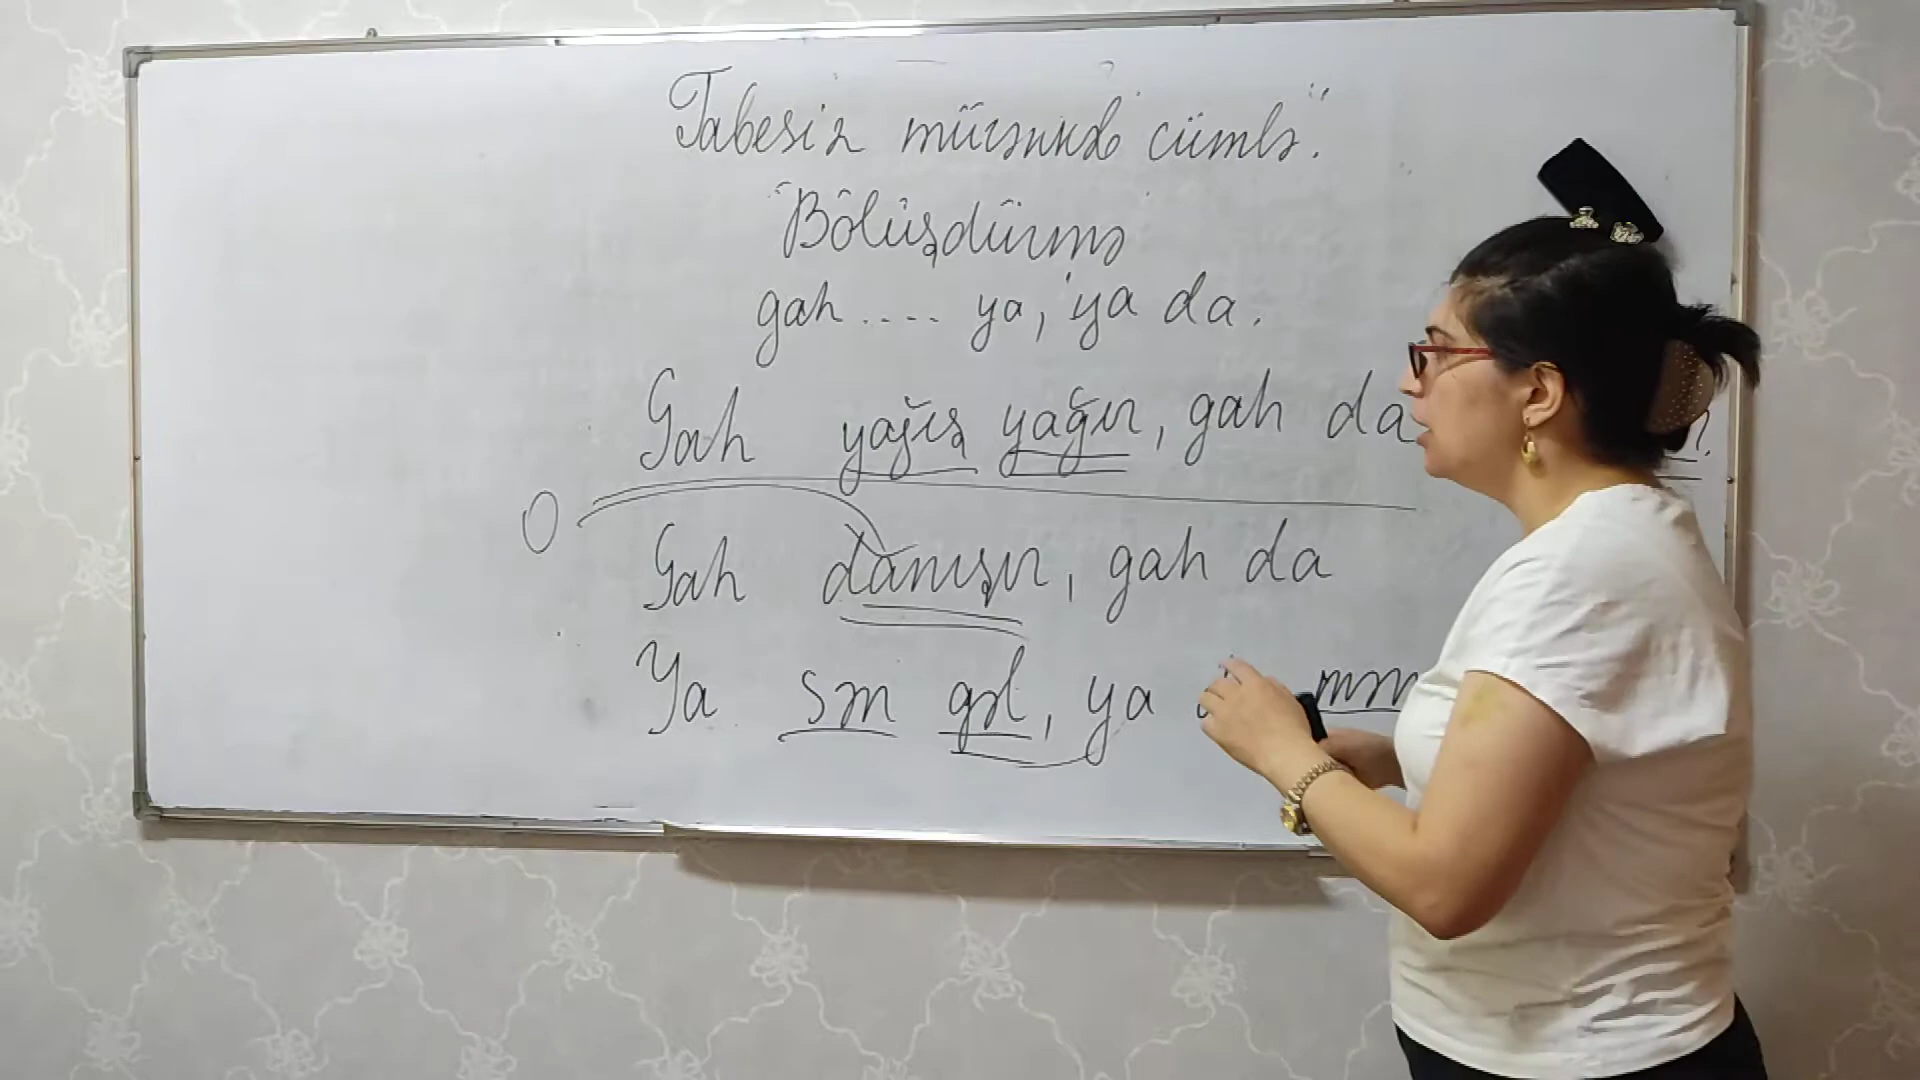 Tabesiz mürəkkəb cümlə.
Bölüşdürmə
gah .... ya, ya da.
Gah yağış yağır, gah da
O
Gah danışır, gah da
Ya sən gəl, ya mən